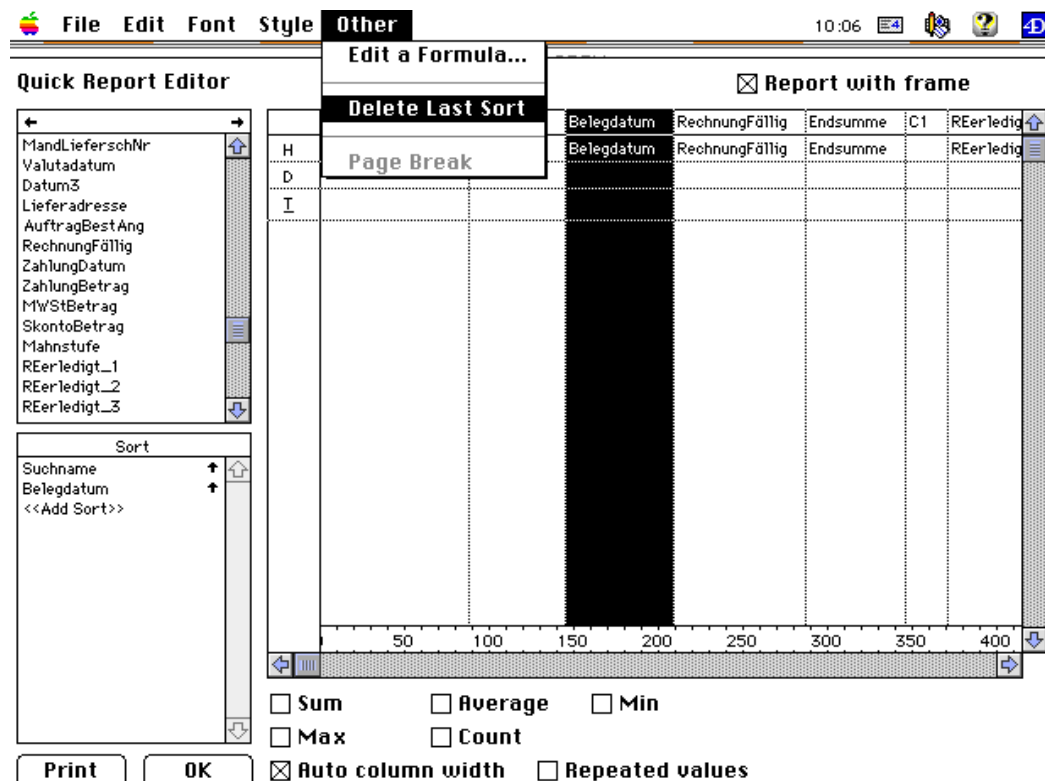 File Edit Font Style Other 10:06
Edit a Formula...
Delete Last Sort
Page Break
Quick Report Editor
Report with frame
MandLieferschNr
Valutadatum
Datum3
Lieferadresse
AuftragBestAng
RechnungFällig
ZahlungDatum
ZahlungBetrag
MWStBetrag
SkontoBetrag
Mahnstufe
REerledigt_1
REerledigt_2
REerledigt_3
Sort
Suchname
Belegdatum
<<Add Sort>>
Belegdatum RechnungFällig Endsumme C1 REerledig
H Belegdatum RechnungFällig Endsumme REerledig
D
T
50 100 150 200 250 300 350 400
Sum Average Min
Max Count
Print OK Auto column width Repeated values